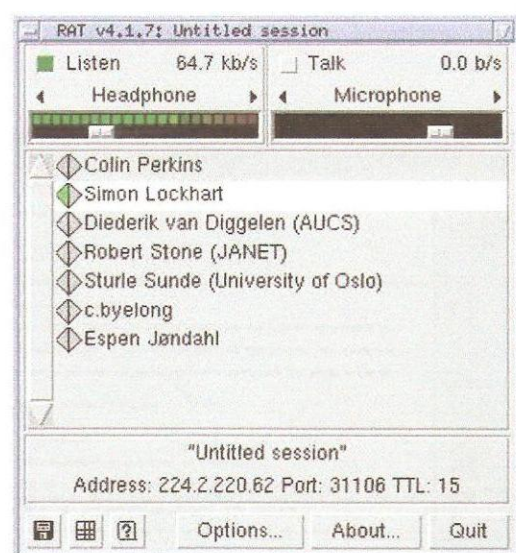 RAT v4.1.7: Untitled session
Listen 64.7 kb/s Talk 0.0 b/s
Headphone Microphone
Colin Perkins
Simon Lockhart
Diederik van Diggelen (AUCS)
Robert Stone (JANET)
Sturle Sunde (University of Oslo)
c.byelong
Espen Jøndahl
"Untitled session"
Address: 224.2.220.62 Port: 31106 TTL: 15
? Options... About... Quit